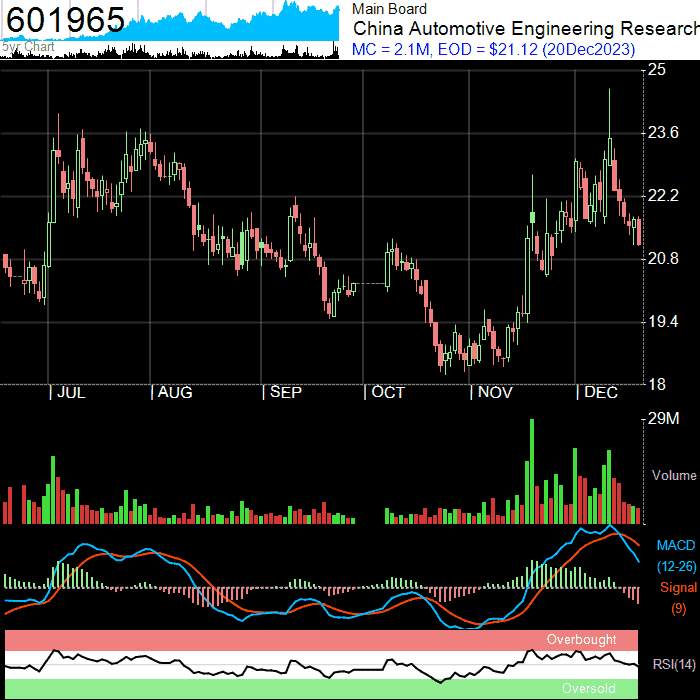 601965
5yr Chart
Main Board
China Automotive Engineering Research
MC = 2.1M, EOD = $21.12 (20Dec2023)
25
23.6
22.2
20.8
19.4
18
JUL AUG SEP OCT NOV DEC
29M
Volume
MACD
(12-26)
Signal
(9)
Overbought
RSI(14)
Oversold